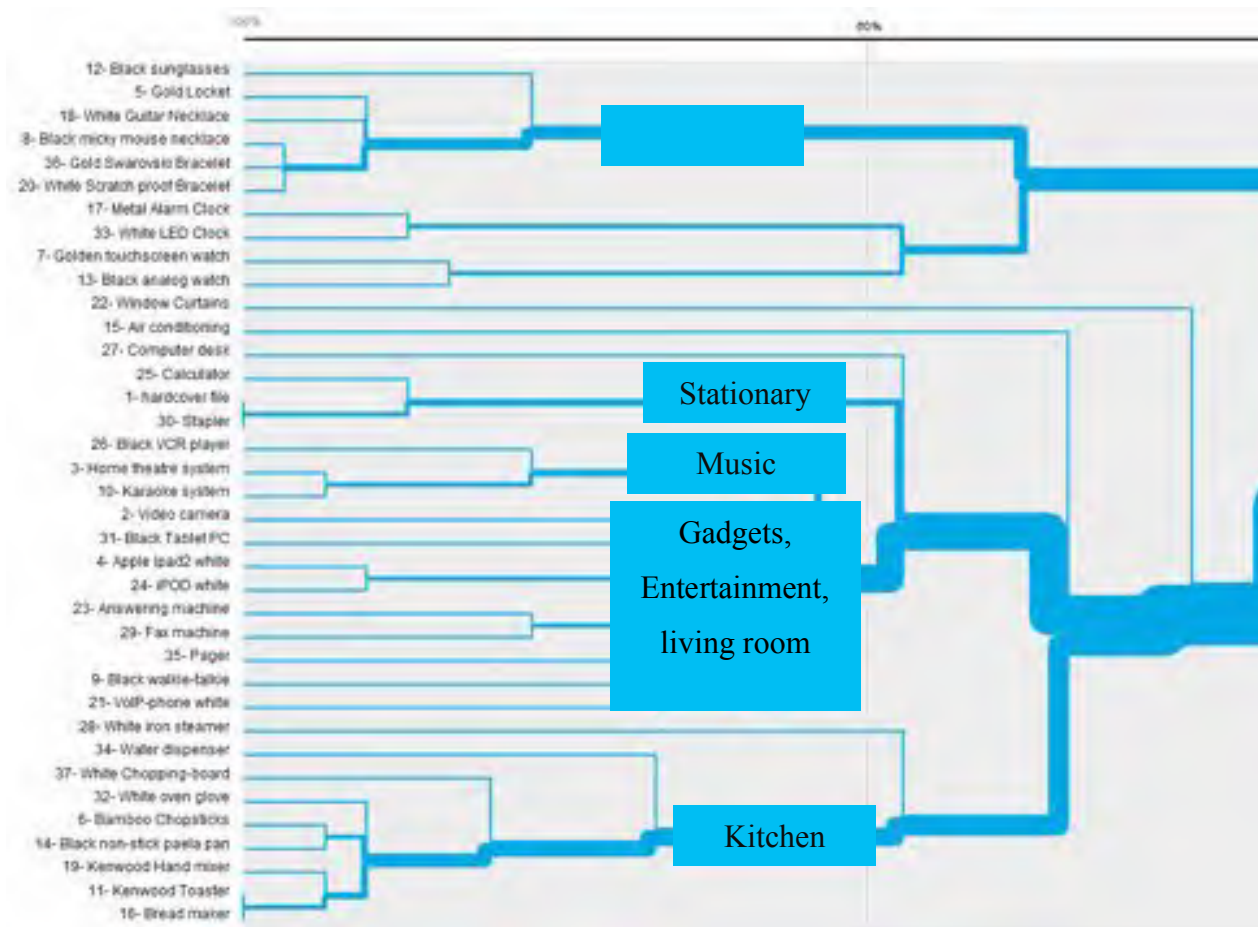 100%
60%
12- Black sunglasses
5- Gold Locket
18- White Guitar Necklace
8- Black micky mouse necklace
36- Gold Swarovski Bracelet
20- White Scratch proof Bracelet
17- Metal Alarm Clock
33- White LED Clock
7- Golden touchscreen watch
13- Black analog watch
22- Window Curtains
15- Air conditioning
27- Computer desk
25- Calculator
1- hardcover file
30- Stapler
26- Black VCR player
3- Home theatre system
10- Karaoke system
2- Video camera
31- Black Tablet PC
4- Apple Ipad2 white
24- iPOD white
23- Answering machine
29- Fax machine
35- Pager
9- Black walkie-talkie
21- VoIP-phone white
28- White iron steamer
34- Water dispenser
37- White Chopping-board
32- White oven glove
6- Bamboo Chopsticks
14- Black non-stick paela pan
19- Kenwood Hand mixer
11- Kenwood Toaster
16- Bread maker
Stationary
Music
Gadgets,
Entertainment,
living room
Kitchen